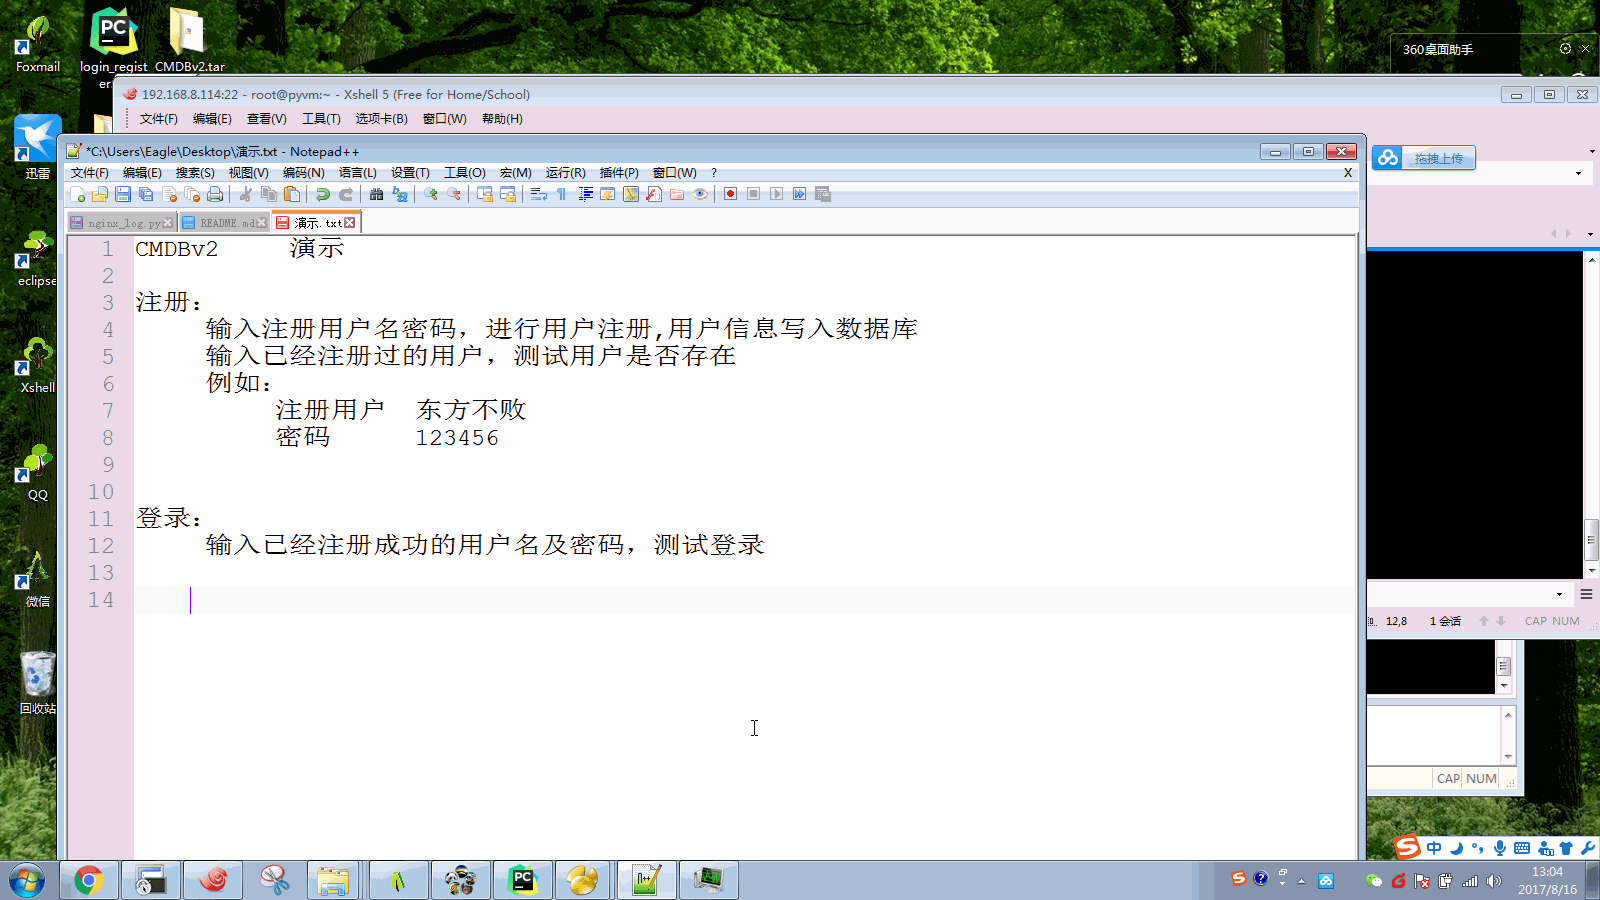 Foxmail
login_regist
er.
CMDBv2.tar
360桌面助手
192.168.8.114:22 - root@pyvm:~ - Xshell 5 (Free for Home/School)
文件(F) 编辑(E) 查看(V) 工具(T) 选项卡(B) 窗口(W) 帮助(H)
*C:\Users\Eagle\Desktop\演示.txt - Notepad++
文件(F) 编辑(E) 搜索(S) 视图(V) 编码(N) 语言(L) 设置(T) 工具(O) 宏(M) 运行(R) 插件(P) 窗口(W) ? X
拖拽上传
迅雷
nginx_log.py README.md 演示.txt
1 CMDBv2 演示
2
3 注册：
4 输入注册用户名密码，进行用户注册,用户信息写入数据库
5 输入已经注册过的用户，测试用户是否存在
6 例如：
7 注册用户 东方不败
8 密码 123456
9
10
11 登录：
12 输入已经注册成功的用户名及密码，测试登录
13
14
eclipse
Xshell
QQ
微信
回收站
12,8 1 会话 CAP NUM
CAP NUM
中
13:04
2017/8/16